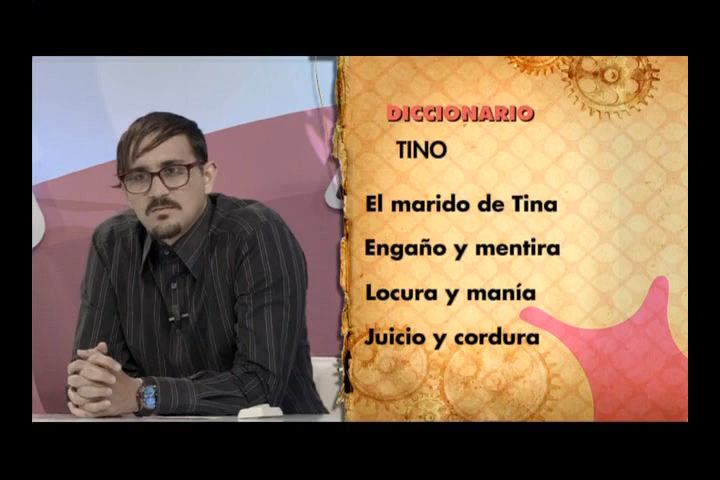 DICCIONARIO
TINO
El marido de Tina
Engaño y mentira
Locura y manía
Juicio y cordura